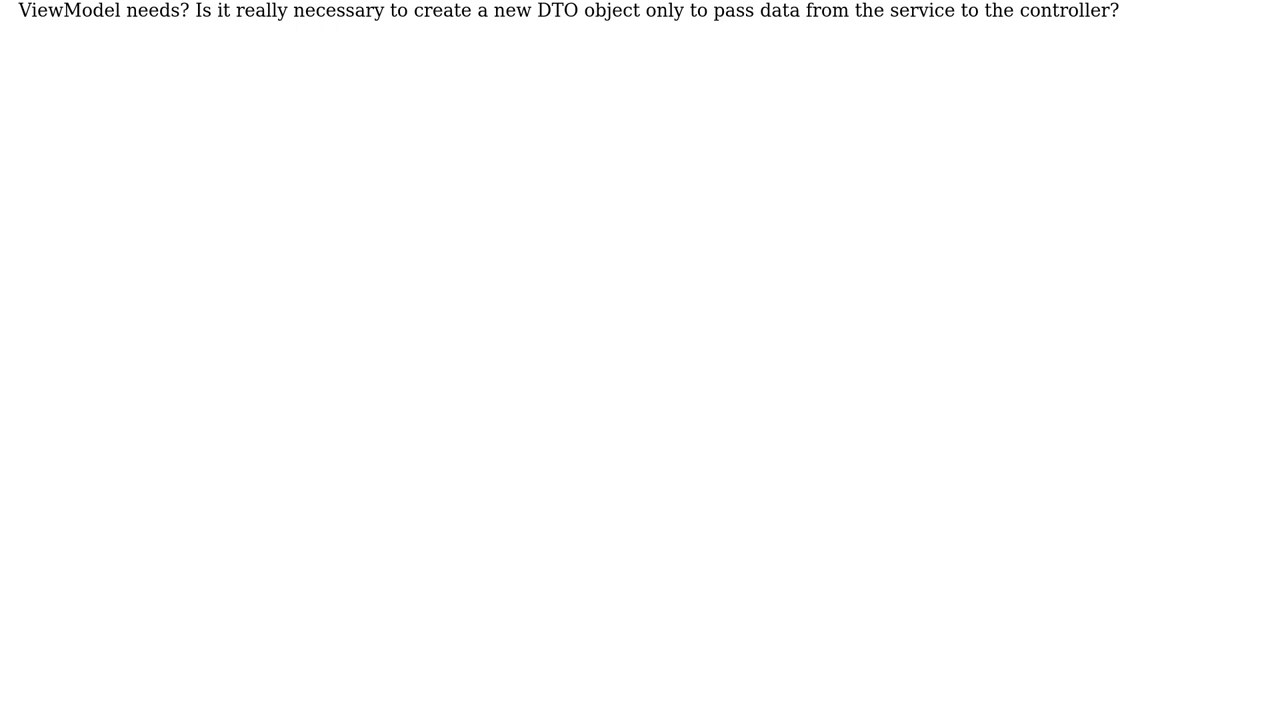 ViewModel needs? Is it really necessary to create a new DTO object only to pass data from the service to the controller?